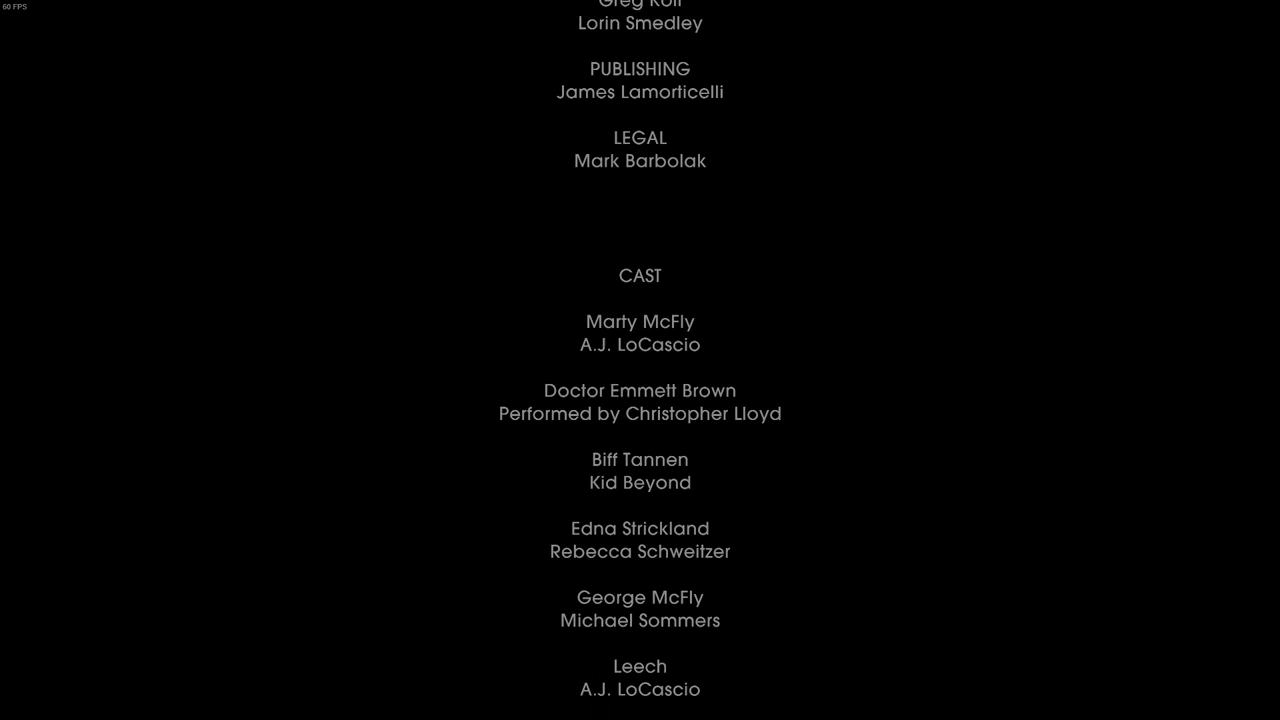 60 FPS
Greg
Lorin Smedley
PUBLISHING
James Lamorticelli
LEGAL
Mark Barbolak
CAST
Marty McFly
A.J. LoCascio
Doctor Emmett Brown
Performed by Christopher Lloyd
Biff Tannen
Kid Beyond
Edna Strickland
Rebecca Schweitzer
George McFly
Michael Sommers
Leech
A.J. LoCascio